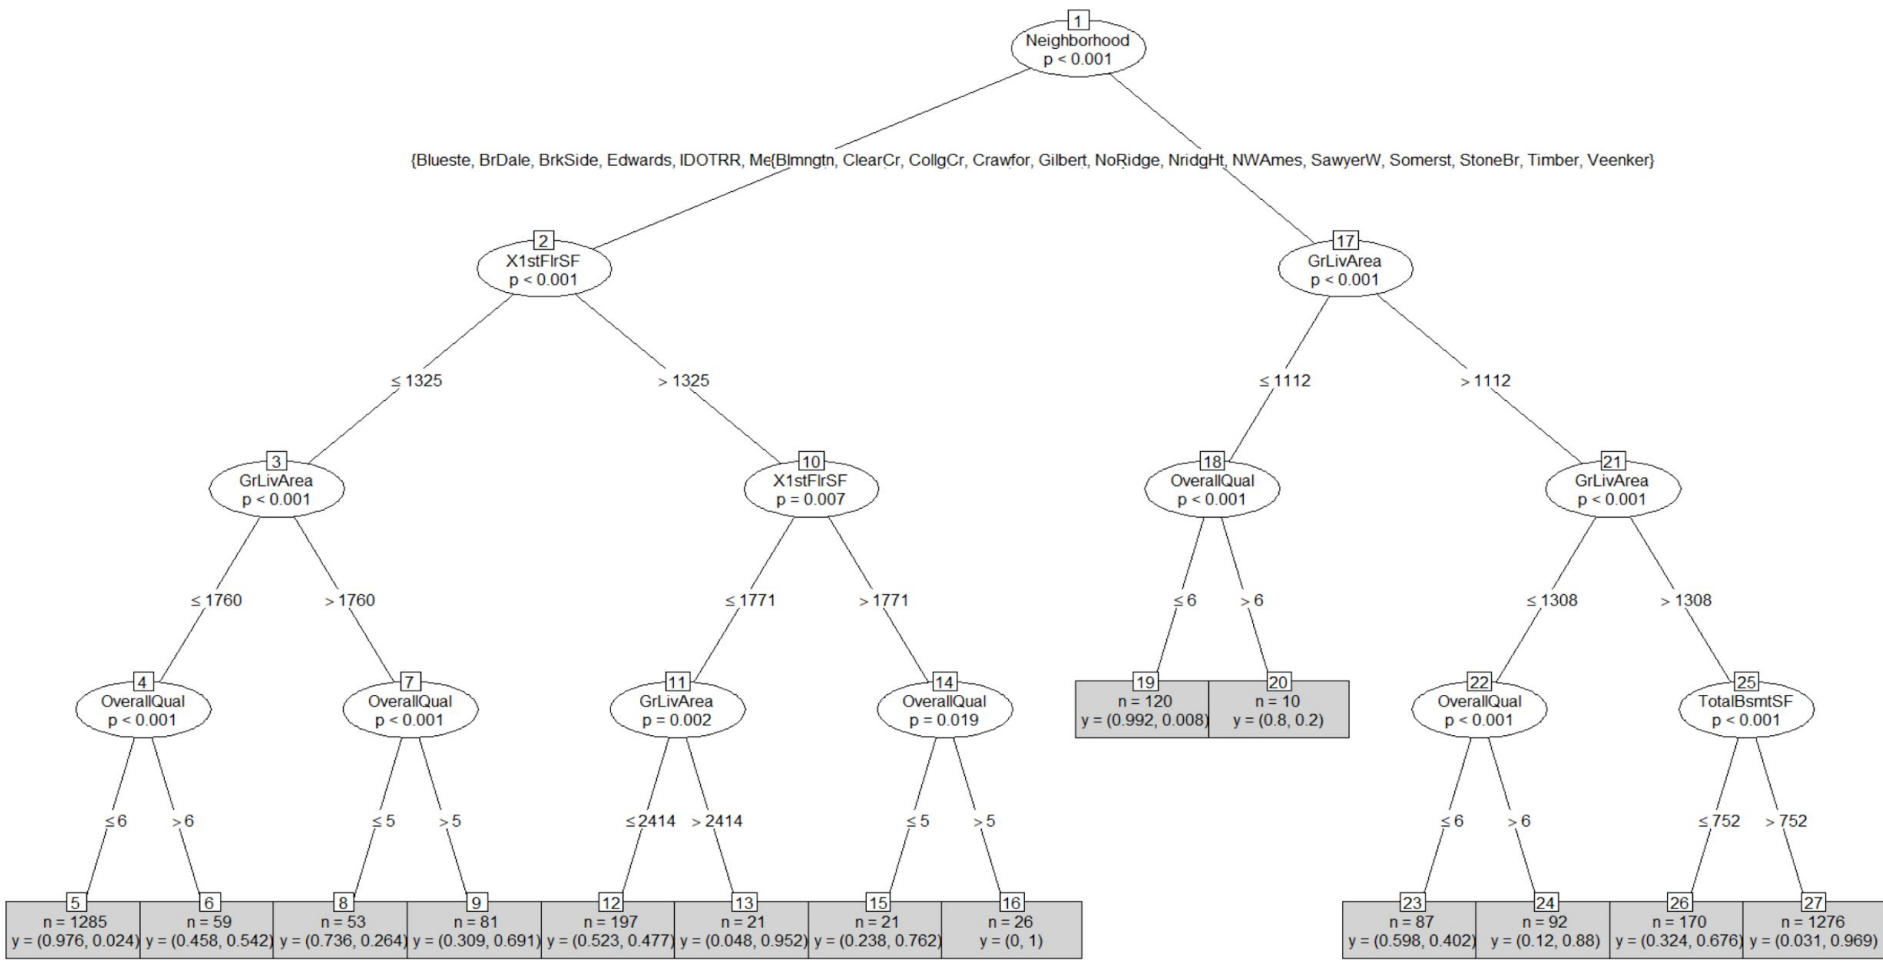 1
Neighborhood
p < 0.001
{Blueste, BrDale, BrkSide, Edwards, IDOTRR, {Blmngtn, ClearCr, CollgCr, Crawfor, Gilbert, NoRidge, NridgHt, NWAmes, SawyerW, Somerst, StoneBr, Timber, Veenker}
2
X1stFlrSF
p < 0.001
17
GrLivArea
p < 0.001
≤ 1325
> 1325
≤ 1112
> 1112
3
GrLivArea
p < 0.001
10
X1stFlrSF
p = 0.007
18
OverallQual
p < 0.001
21
GrLivArea
p < 0.001
≤ 1760
> 1760
≤ 1771
> 1771
≤ 6
> 6
≤ 1308
> 1308
4
OverallQual
p < 0.001
7
OverallQual
p < 0.001
11
GrLivArea
p = 0.002
14
OverallQual
p = 0.019
19
n = 120
y = (0.992, 0.008)
20
n = 10
y = (0.8, 0.2)
22
OverallQual
p < 0.001
25
TotalBsmtSF
p < 0.001
≤ 6
> 6
≤ 5
> 5
≤ 2414
> 2414
≤ 5
> 5
≤ 6
> 6
≤ 752
> 752
5
n = 1285
y = (0.976, 0.024)
6
n = 59
y = (0.458, 0.542)
8
n = 53
y = (0.736, 0.264)
9
n = 81
y = (0.309, 0.691)
12
n = 197
y = (0.523, 0.477)
13
n = 21
y = (0.048, 0.952)
15
n = 21
y = (0.238, 0.762)
16
n = 26
y = (0, 1)
23
n = 87
y = (0.598, 0.402)
24
n = 92
y = (0.12, 0.88)
26
n = 170
y = (0.324, 0.676)
27
n = 1276
y = (0.031, 0.969)